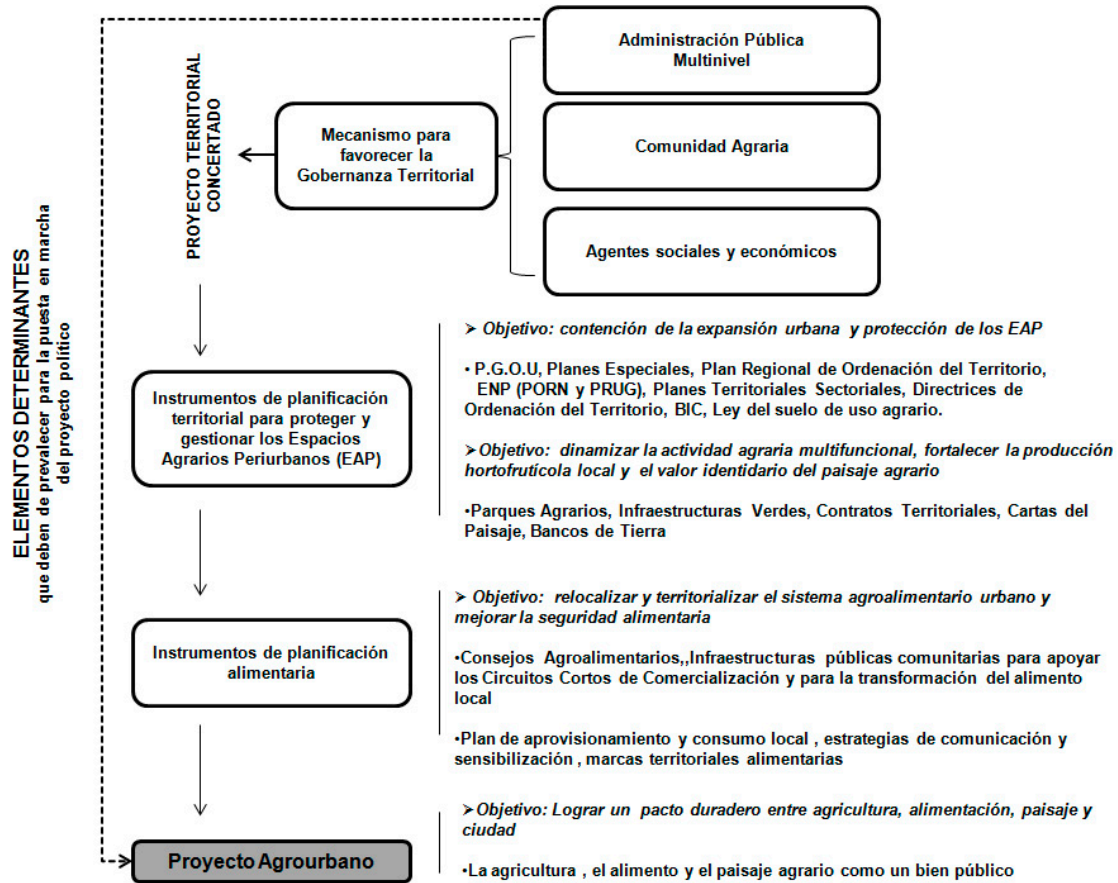 Administración Pública
Multinivel
Mecanismo para
favorecer la
Gobernanza Territorial
Comunidad Agraria
Agentes sociales y económicos
PROYECTO TERRITORIAL
CONCERTADO
ELEMENTOS DETERMINANTES
que deben de prevalecer para la puesta en marcha
del proyecto político
Instrumentos de planificación
territorial para proteger y
gestionar los Espacios
Agrarios Periurbanos (EAP)
➢ Objetivo: contención de la expansión urbana y protección de los EAP
• P.G.O.U, Planes Especiales, Plan Regional de Ordenación del Territorio,
ENP (PORN y PRUG), Planes Territoriales Sectoriales, Directrices de
Ordenación del Territorio, BIC, Ley del suelo de uso agrario.
➢Objetivo: dinamizar la actividad agraria multifuncional, fortalecer la producción
hortofrutícola local y el valor identidario del paisaje agrario
•Parques Agrarios, Infraestructuras Verdes, Contratos Territoriales, Cartas del
Paisaje, Bancos de Tierra
Instrumentos de planificación
alimentaria
➢ Objetivo: relocalizar y territorializar el sistema agroalimentario urbano y
mejorar la seguridad alimentaria
•Consejos Agroalimentarios,,Infraestructuras públicas comunitarias para apoyar
los Circuitos Cortos de Comercialización y para la transformación del alimento
local
•Plan de aprovisionamiento y consumo local , estrategias de comunicación y
sensibilización , marcas territoriales alimentarias
Proyecto Agrourbano
➢Objetivo: Lograr un pacto duradero entre agricultura, alimentación, paisaje y
ciudad
•La agricultura , el alimento y el paisaje agrario como un bien público